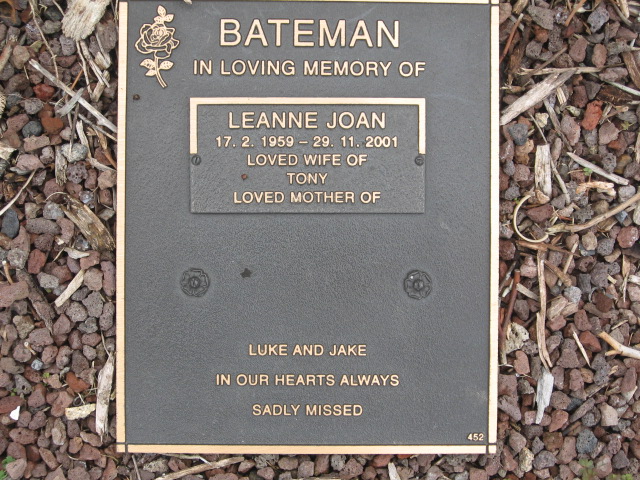 BATEMAN
IN LOVING MEMORY OF
LEANNE JOAN
17. 2. 1959 – 29. 11. 2001
LOVED WIFE OF
TONY
LOVED MOTHER OF
LUKE AND JAKE
IN OUR HEARTS ALWAYS
SADLY MISSED
452